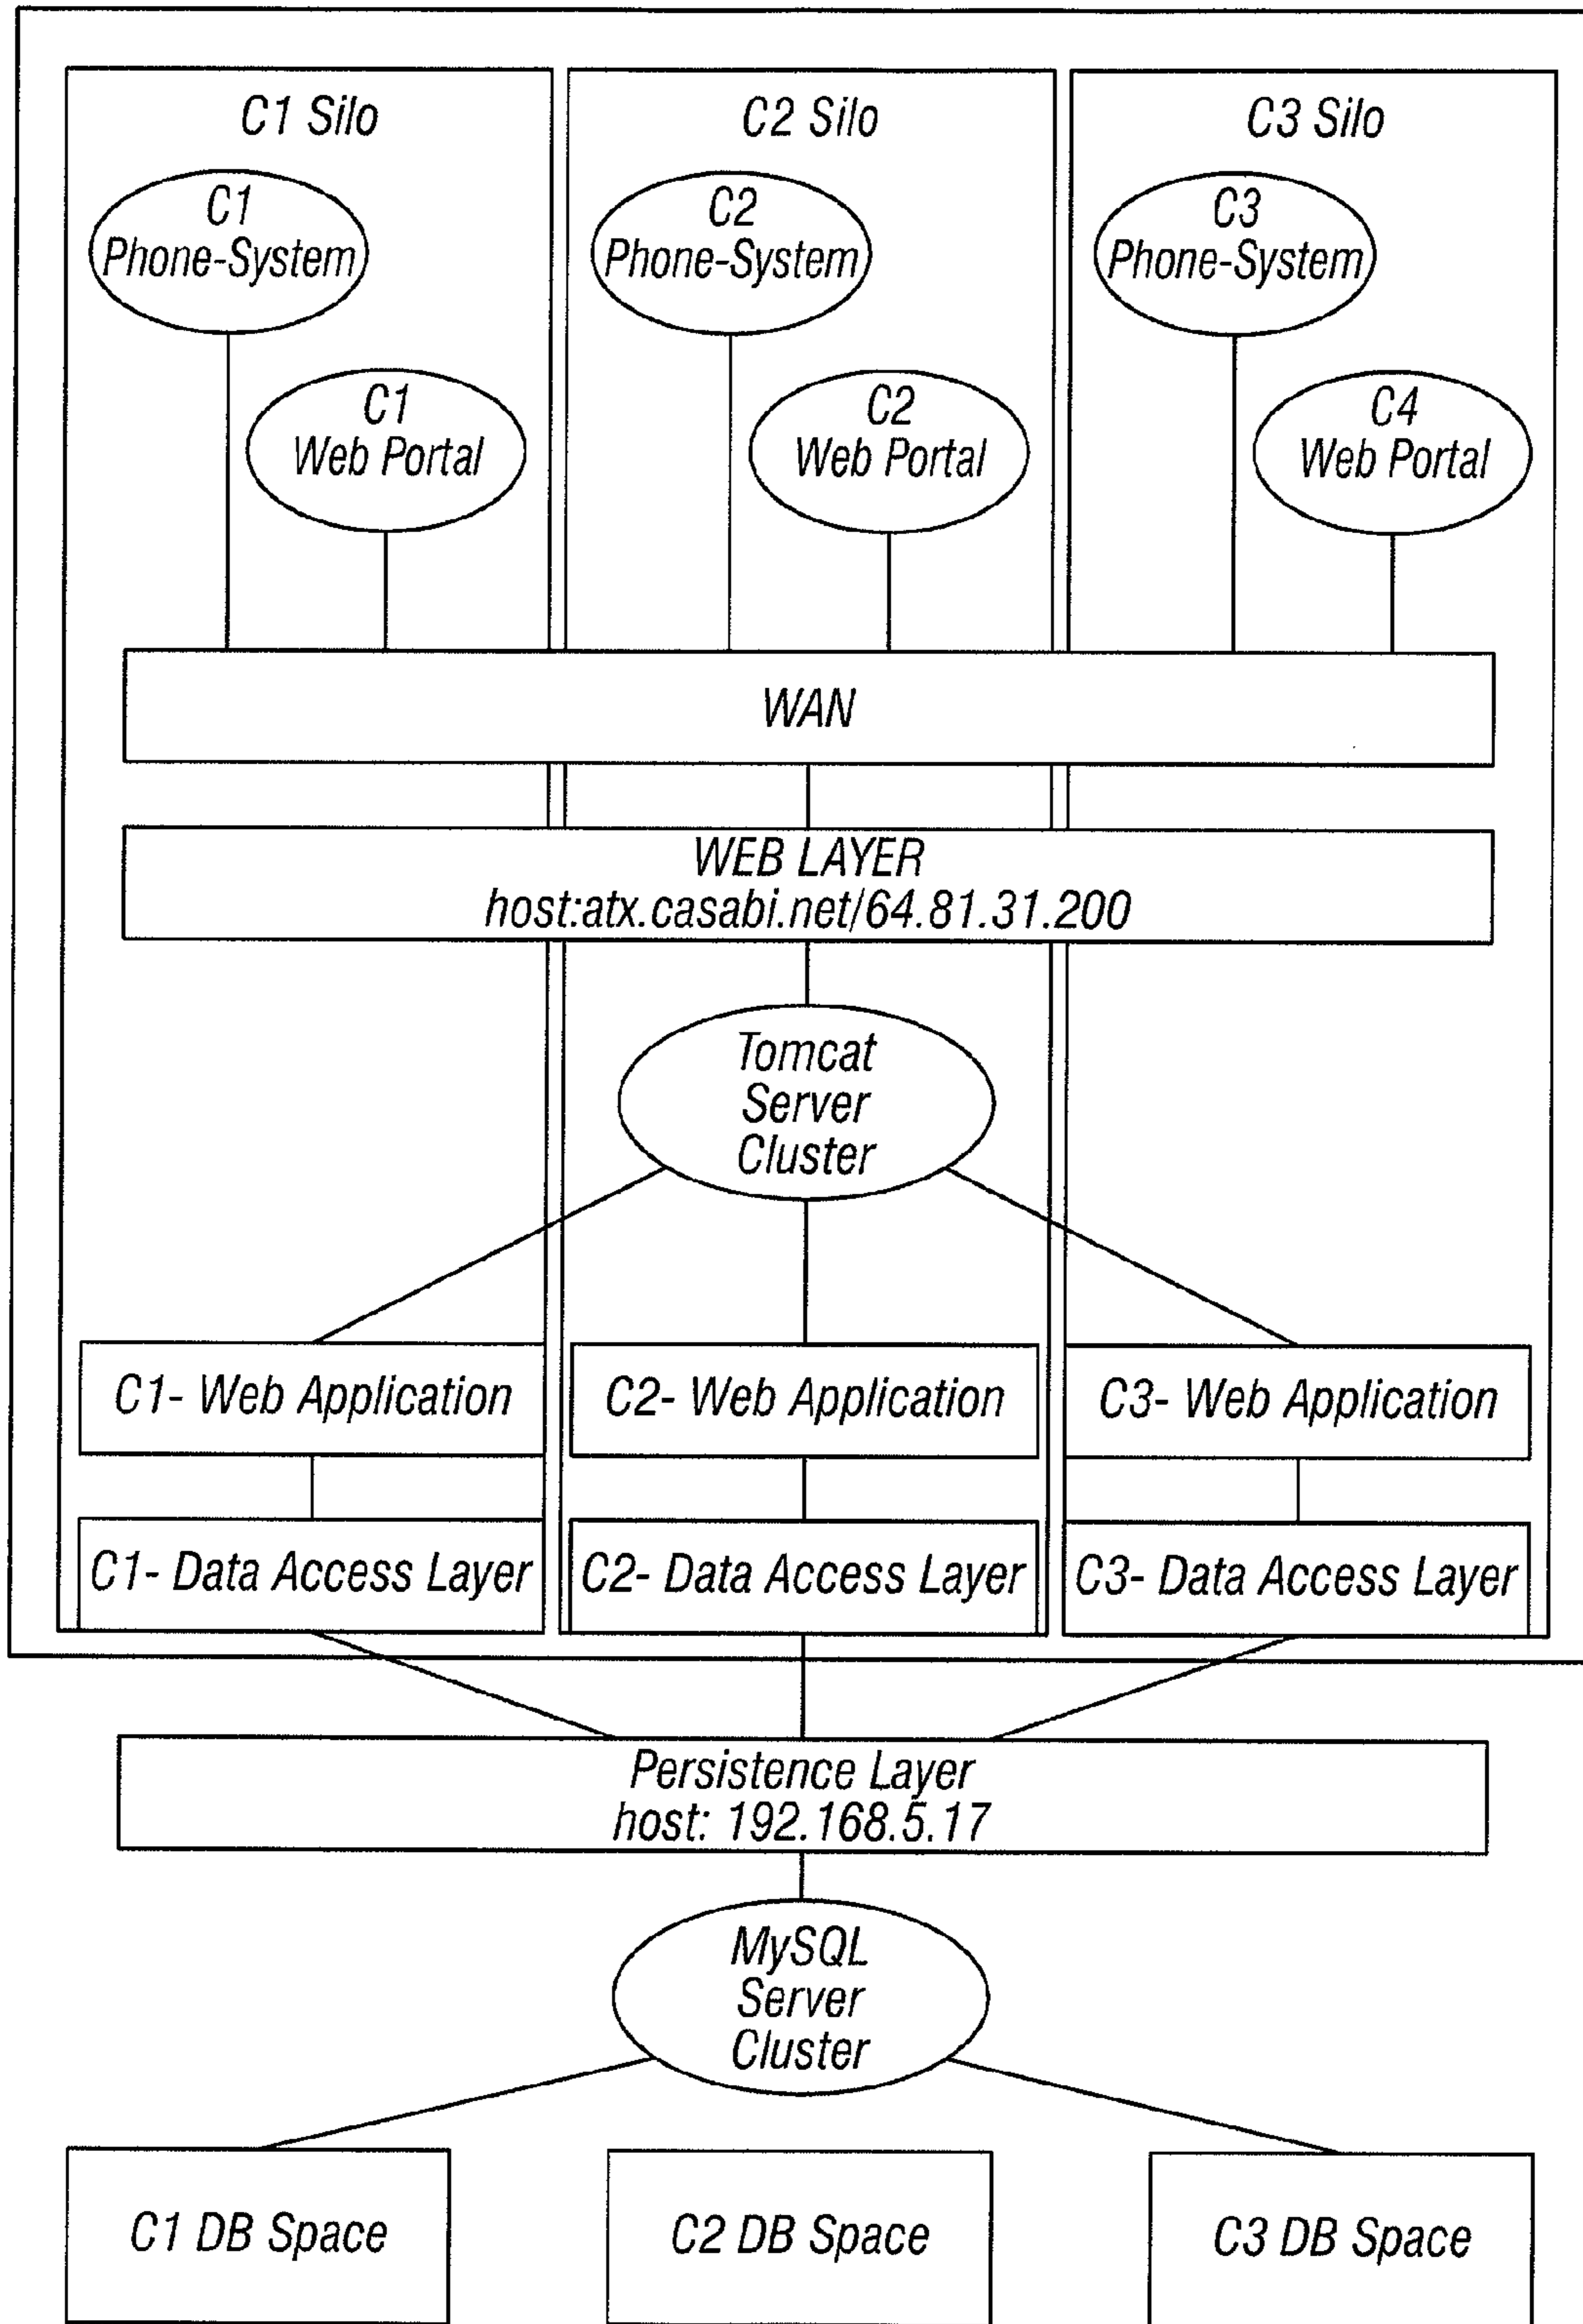 C1 Silo
C2 Silo
C3 Silo
C1
Phone-System
C2
Phone-System
C3
Phone-System
C1
Web Portal
C2
Web Portal
C4
Web Portal
WAN
WEB LAYER
host:atx.casabi.net/64.81.31.200
Tomcat
Server
Cluster
C1- Web Application
C2- Web Application
C3- Web Application
C1- Data Access Layer
C2- Data Access Layer
C3- Data Access Layer
Persistence Layer
host: 192.168.5.17
MySQL
Server
Cluster
C1 DB Space
C2 DB Space
C3 DB Space